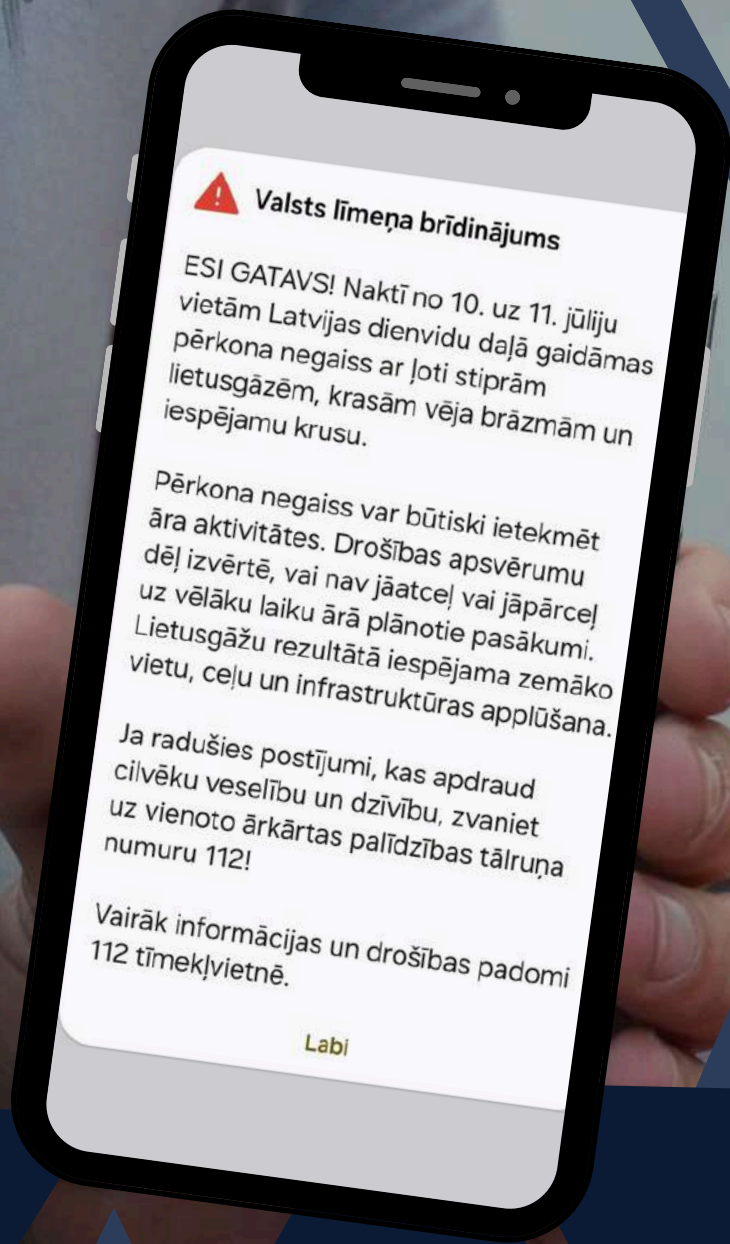 Valsts līmeņa brīdinājums
ESI GATAVS! Naktī no 10. uz 11. jūliju
vietām Latvijas dienvidu daļā gaidāmas
pērkona negaiss ar ļoti stiprām
lietusgāzēm, krasām vēja brāzmām un
iespējamu krusu.
Pērkona negaiss var būtiski ietekmēt
āra aktivitātes. Drošības apsvērumu
dēļ izvērtē, vai nav jāatceļ vai jāpārceļ
uz vēlāku laiku ārā plānotie pasākumi.
Lietusgāžu rezultātā iespējama zemāko
vietu, ceļu un infrastruktūras applūšana.
Ja radušies postījumi, kas apdraud
cilvēku veselību un dzīvību, zvaniet
uz vienoto ārkārtas palīdzības tālruņa
numuru 112!
Vairāk informācijas un drošības padomi
112 tīmekļvietnē.
Labi